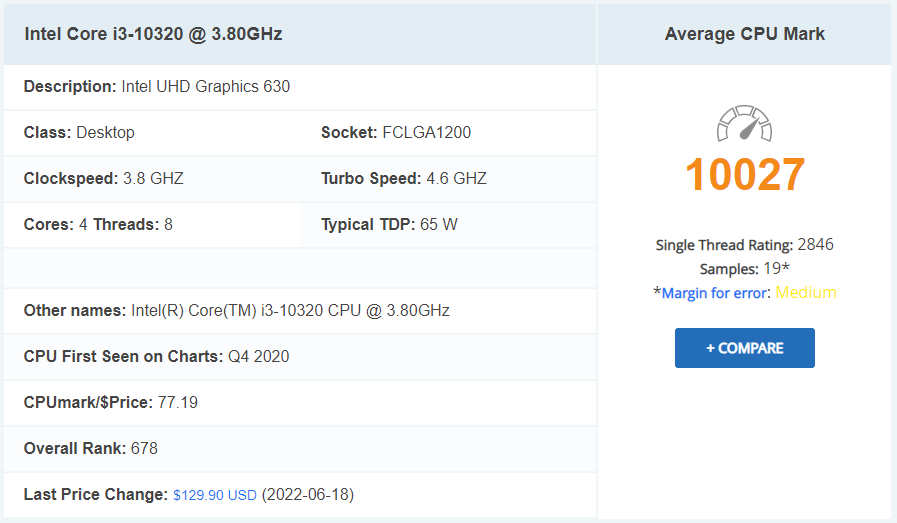 Intel Core i3-10320 @ 3.80GHz
Average CPU Mark
Description: Intel UHD Graphics 630
Class: Desktop
Socket: FCLGA1200
Clockspeed: 3.8 GHZ
Turbo Speed: 4.6 GHZ
Cores: 4 Threads: 8
Typical TDP: 65 W
Other names: Intel(R) Core(TM) i3-10320 CPU @ 3.80GHz
CPU First Seen on Charts: Q4 2020
CPUmark/$Price: 77.19
Overall Rank: 678
Last Price Change: $129.90 USD (2022-06-18)
10027
Single Thread Rating: 2846
Samples: 19*
*Margin for error: Medium
+ COMPARE